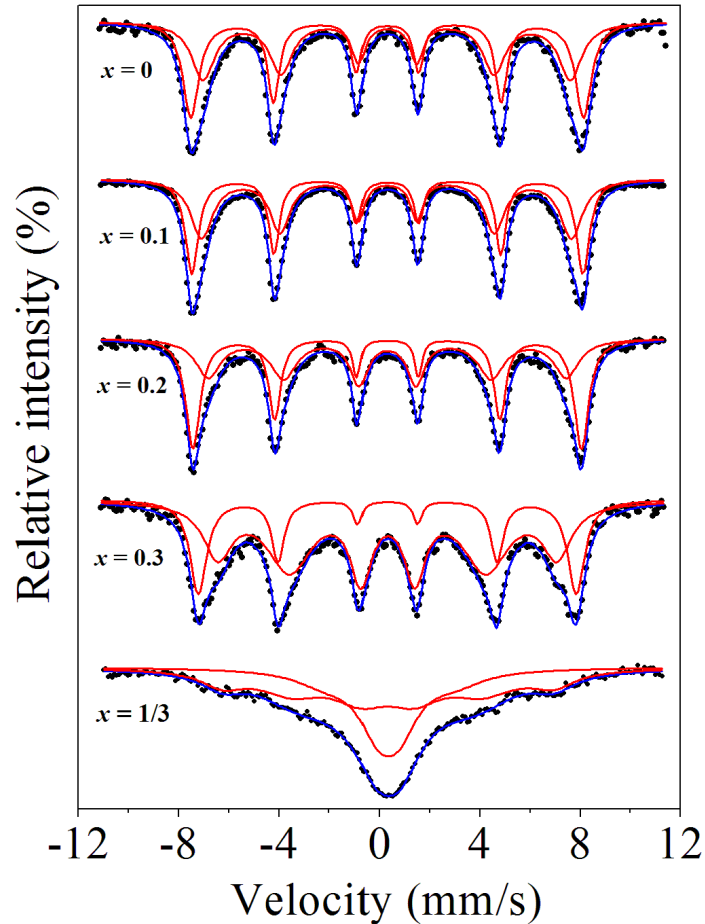 x = 0
x = 0.1
x = 0.2
x = 0.3
x = 1/3
Relative intensity (%)
-12 -8 -4 0 4 8 12
Velocity (mm/s)